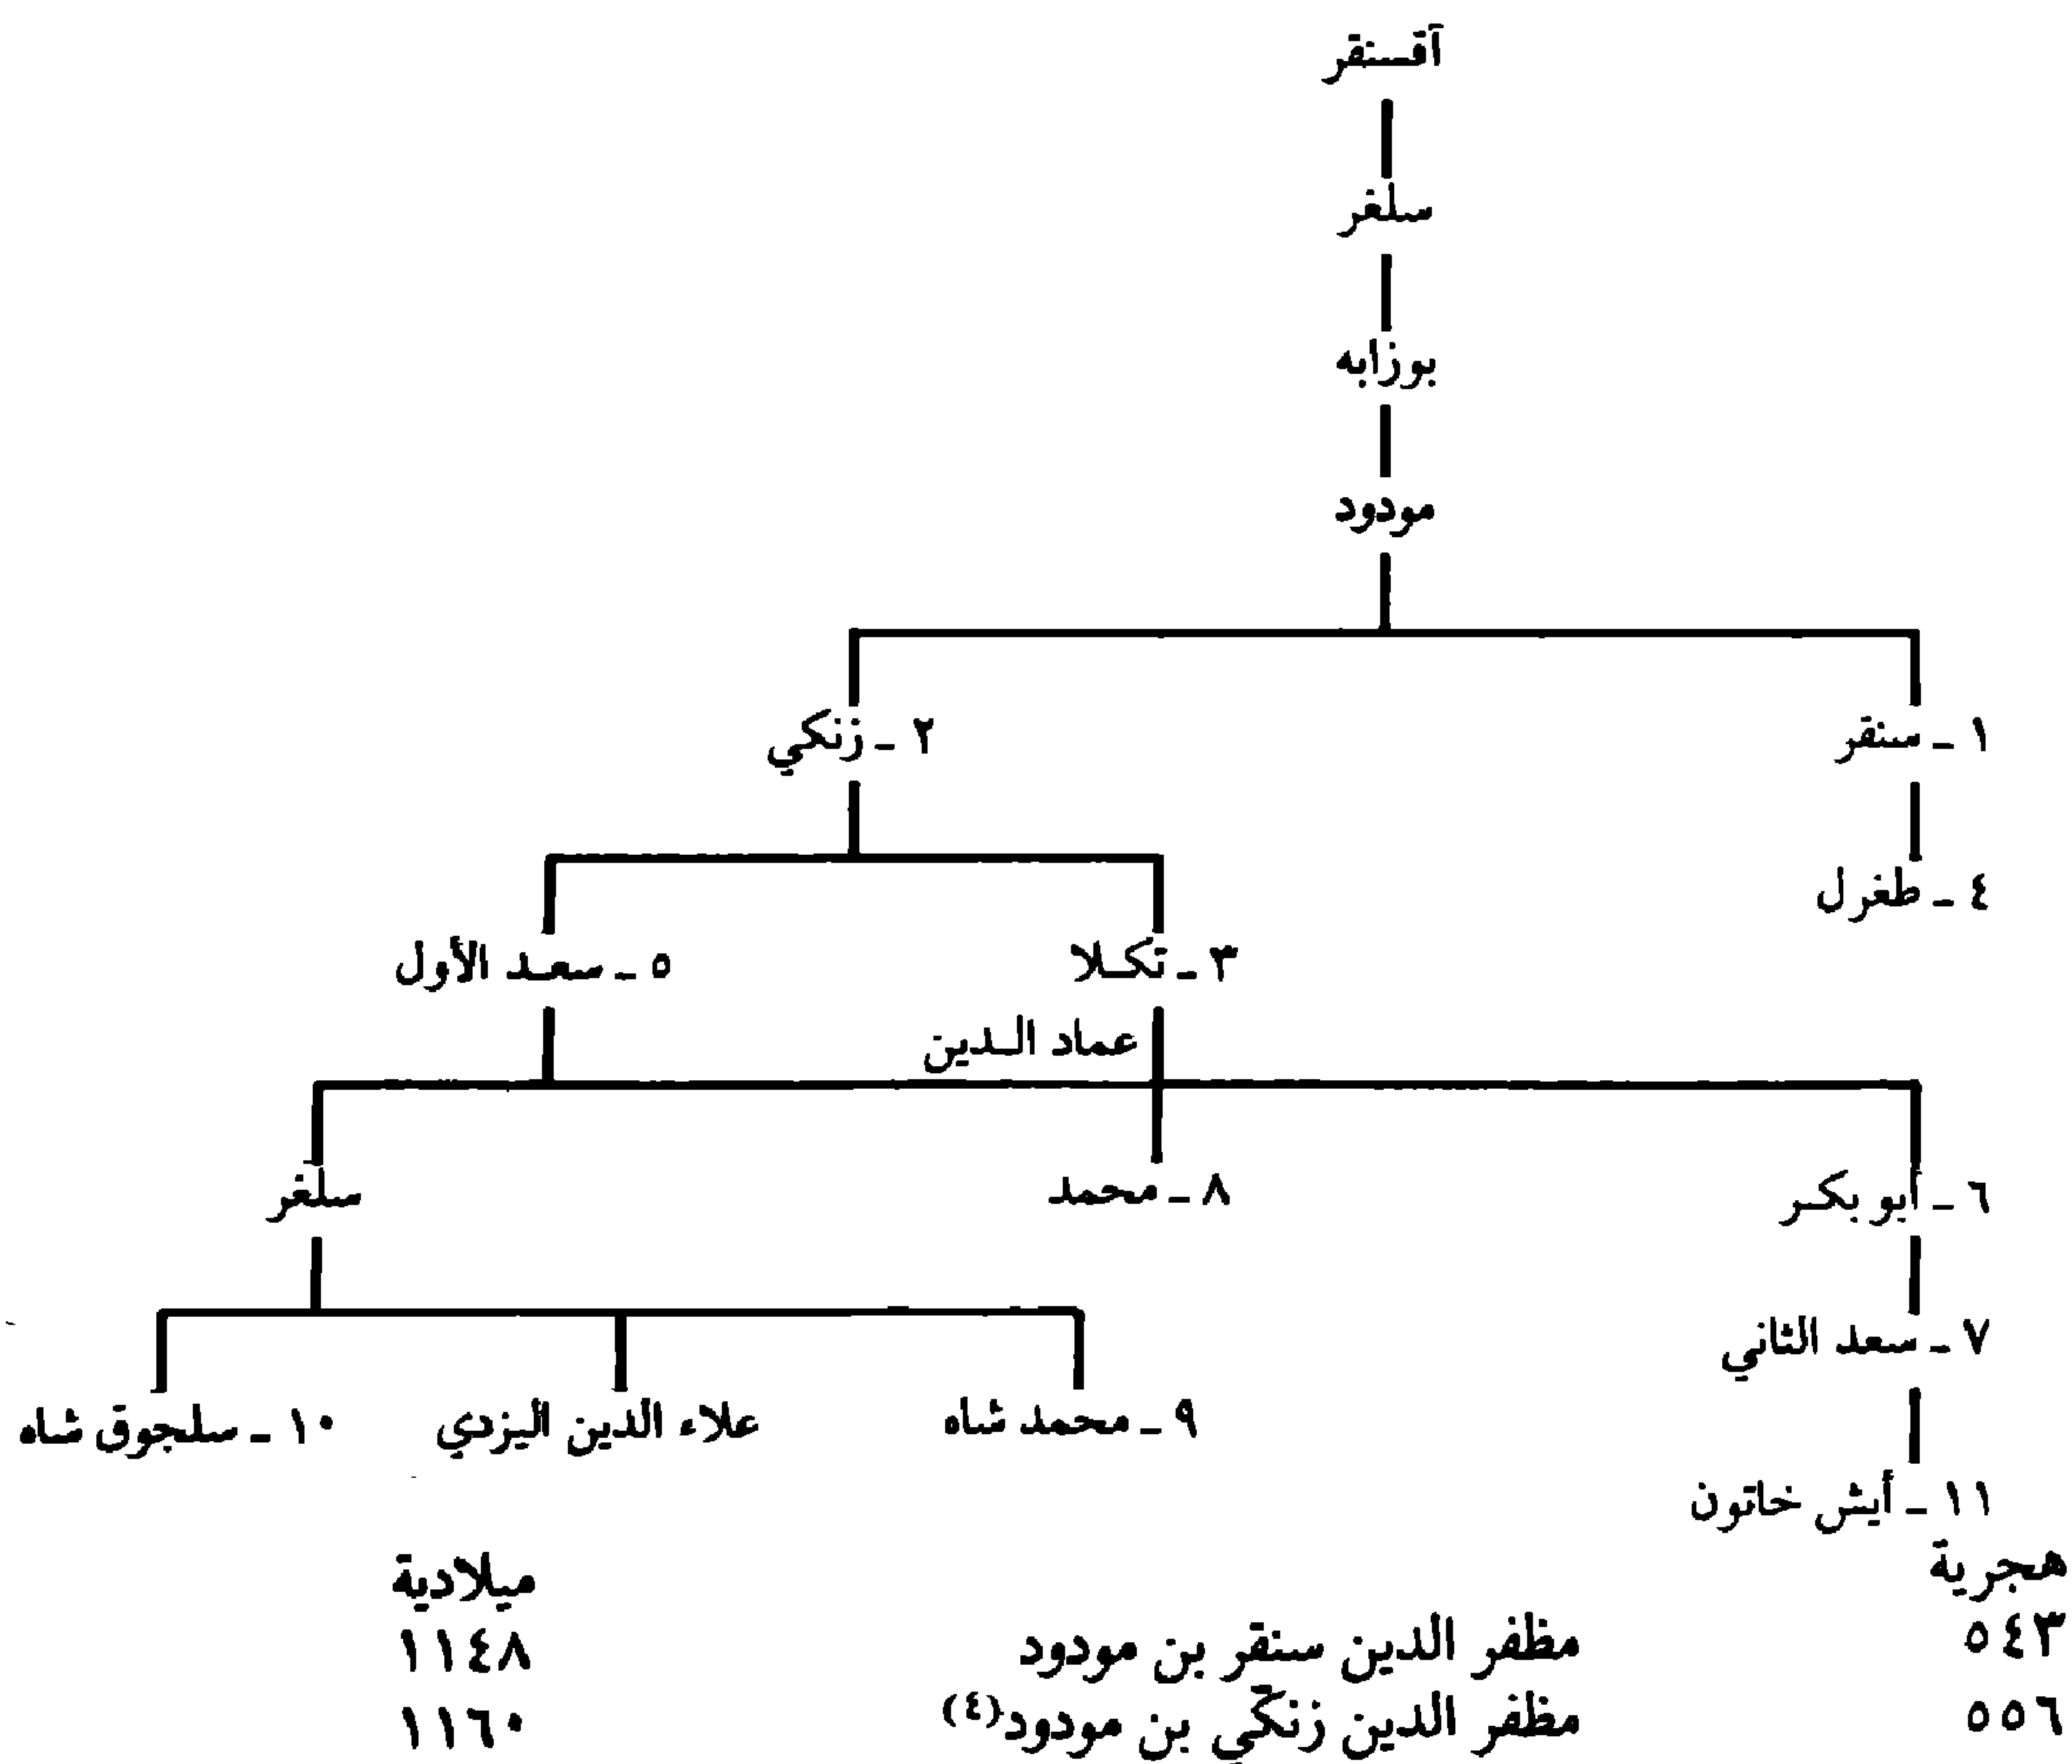 آقسنقر
سلغر
بوزابه
مودود
١ ـ سنقر
٢ ـ زنكي
٤ ـ طغرل
٣ ـ تكلا
٥ ـ سعد الأول
عماد الدين
٦ ـ أبو بكر
٨ ـ محمد
سلغر
٧ ـ سعد الثاني
٩ ـ محمد شاه
علاء الدين اليزدي
١٠ ـ سلجوق شاه
١١ ـ أيش خاتون
هجرية
ميلادية
٥٤٣ مظفر الدين سنقر بن مودود ١١٤٨
٥٥٦ مظفر الدين زنكي بن مودود(٤) ١١٦٠